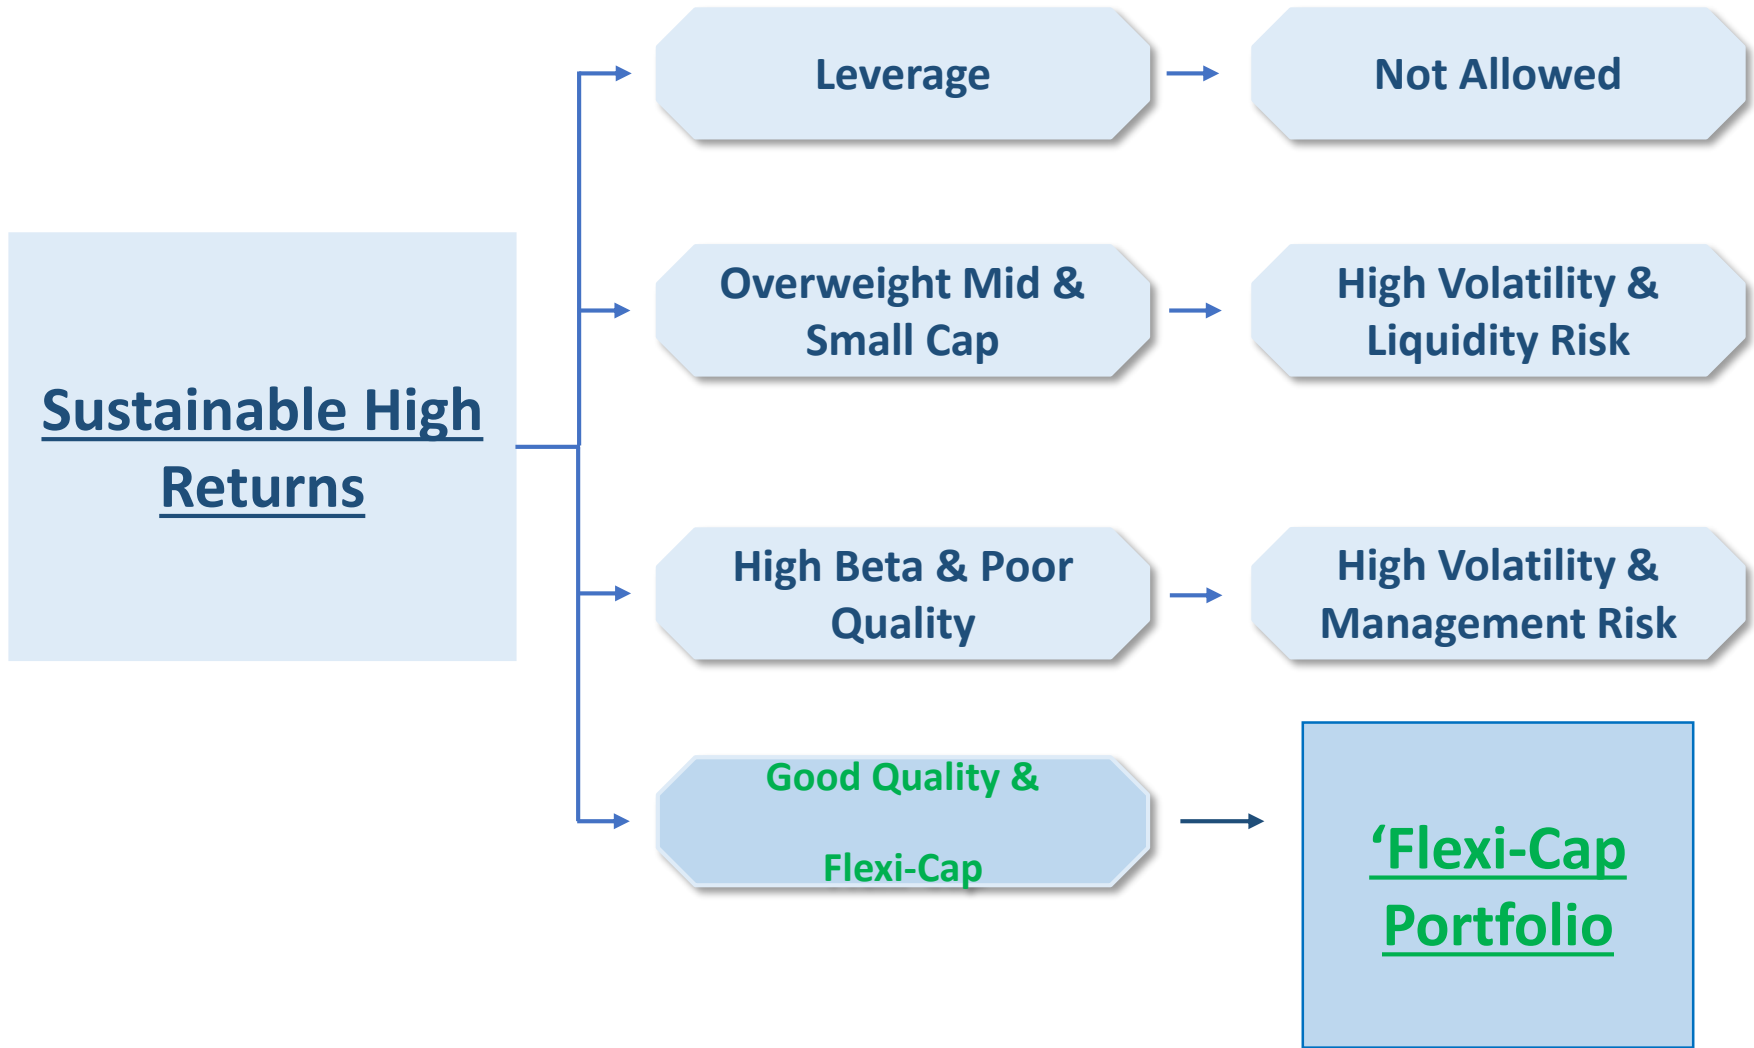 Leverage
Not Allowed
Overweight Mid &
Small Cap
High Volatility &
Liquidity Risk
Sustainable High
Returns
High Beta & Poor
Quality
High Volatility &
Management Risk
Good Quality &
Flexi-Cap
‘Flexi-Cap
Portfolio